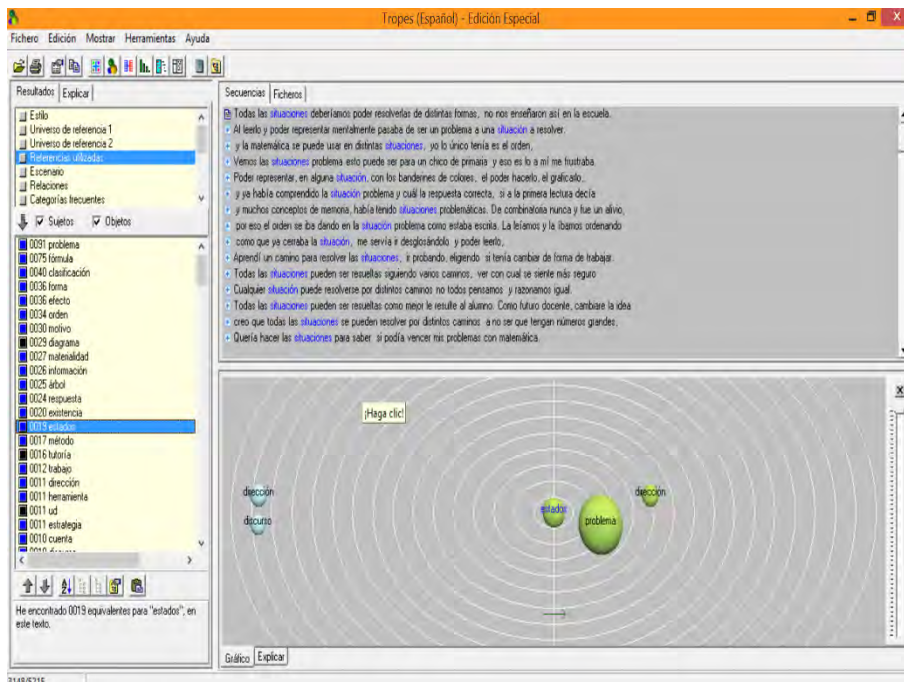 Tropes (Español) - Edición Especial
Fichero Edición Mostrar Herramientas Ayuda
Resultados Explicar
Estilo
Universo de referencia 1
Universo de referencia 2
Referencias utilizadas
Escenario
Relaciones
Categorías frecuentes
Sujetos Objetos
0091 problema
0075 fórmula
0040 clasificación
0036 forma
0036 efecto
0034 orden
0030 motivo
0029 diagrama
0027 materialidad
0026 información
0025 árbol
0024 respuesta
0020 existencia
0019 estados
0017 método
0016 tutoría
0012 trabajo
0011 dirección
0011 herramienta
0011 ud
0011 estrategia
0010 cuenta
0010 discurso
He encontrado 0019 equivalentes para "estados", en
este texto.
Secuencias Ficheros
Todas las situaciones deberíamos poder resolverlas de distintas formas, no nos enseñaron así en la escuela.
Al leerlo y poder representar mentalmente pasaba de ser un problema a una situación a resolver.
y la matemática se puede usar en distintas situaciones, yo lo único tenía es el orden,
Vemos las situaciones problema esto puede ser para un chico de primaria y eso es lo a mí me frustraba.
Poder representar, en alguna situación, con los banderines de colores, el poder hacerlo, el graficarlo,
y ya había comprendido la situación problema y cuál la respuesta correcta, si a la primera lectura decía
y muchos conceptos de memoria, había tenido situaciones problemáticas. De combinatoria nunca y fue un alivio,
por eso el orden se iba dando en la situación problema como estaba escrita. La leíamos y la íbamos ordenando
como que ya cerraba la situación, me servía ir desglosándolo y poder leerlo,
Aprendí un camino para resolver las situaciones, ir probando, eligiendo si tenía cambiar de forma de trabajar.
Todas las situaciones pueden ser resueltas siguiendo varios caminos, ver con cual se siente más seguro
Cualquier situación puede resolverse por distintos caminos no todos pensamos y razonamos igual.
Todas las situaciones pueden ser resueltas como mejor le resulte al alumno. Como futuro docente, cambiare la idea
creo que todas las situaciones se pueden resolver por distintos caminos a no ser que tengan números grandes,
Quería hacer las situaciones para saber si podía vencer mis problemas con matemática.
¡Haga clic!
dirección
discurso
estados
problema
dirección
Gráfico Explicar